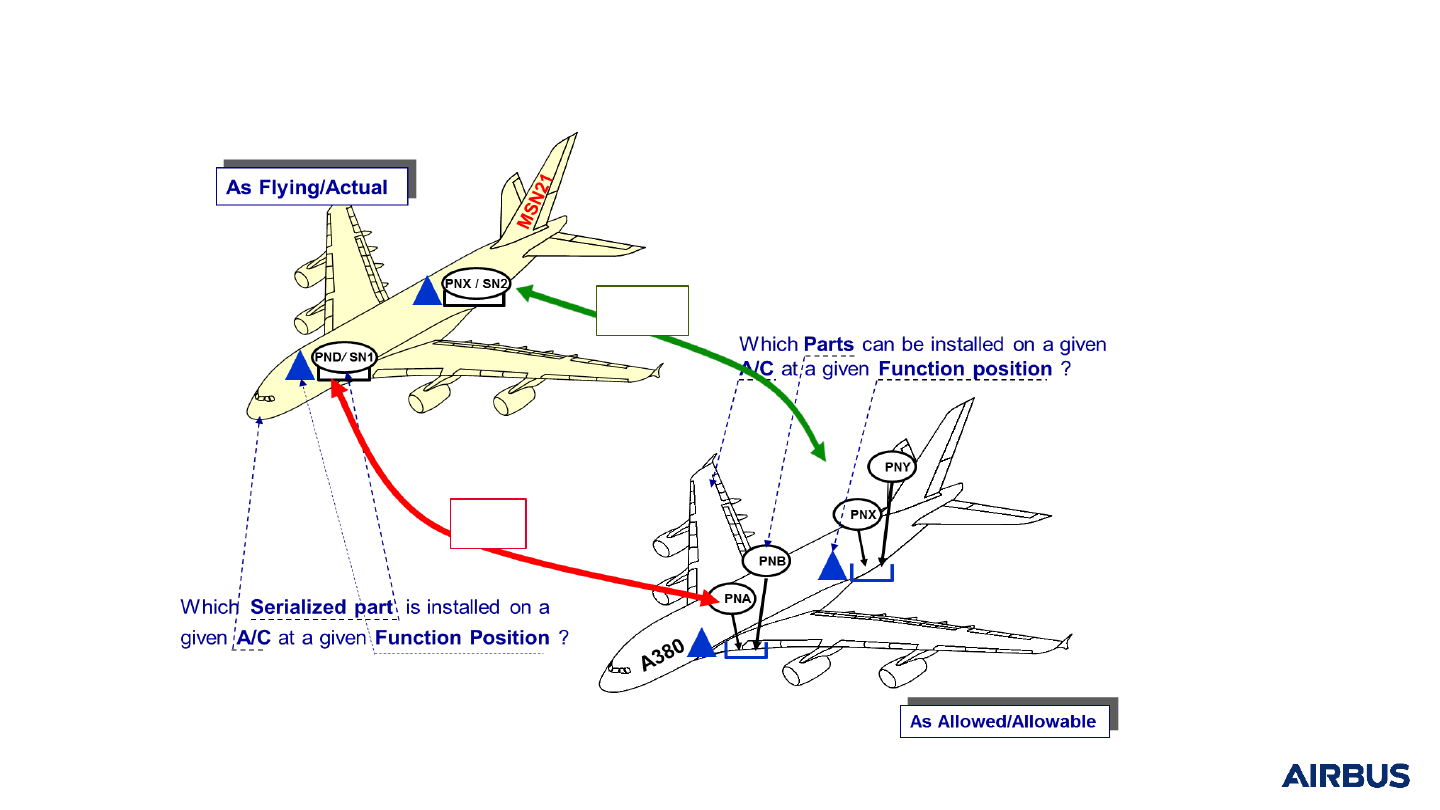 As Flying/Actual
MSN21
PNX / SN2
PND/ SN1
Which Parts can be installed on a given
A/C at a given Function position ?
PNY
PNX
PNB
PNA
Which Serialized part is installed on a
given A/C at a given Function Position ?
A380
As Allowed/Allowable
AIRBUS